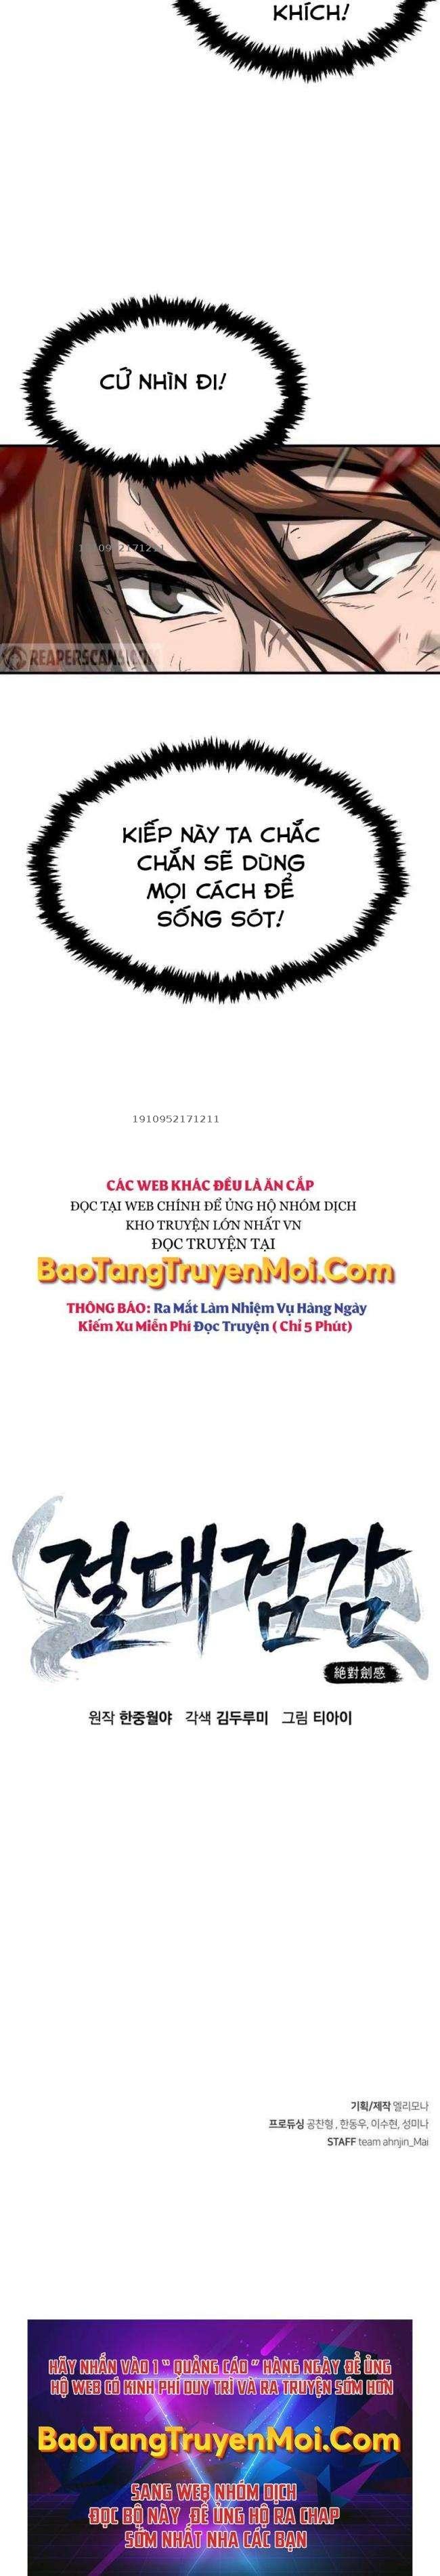 KHÍCH!
CỨ NHÌN ĐI!
1910952171211
REAPERSCANS
KIẾP NÀY TA CHẮC
CHẮN SẼ DÙNG
MỌI CÁCH ĐỂ
SỐNG SÓT!
1910952171211
CÁC WEB KHÁC ĐỀU LÀ ĂN CẮP
ĐỌC TẠI WEB CHÍNH ĐỂ ỦNG HỘ NHÓM DỊCH
KHO TRUYỆN LỚN NHẤT VN
ĐỌC TRUYỆN TẠI
BaoTangTruyenMoi.Com
THÔNG BÁO: Ra Mắt Làm Nhiệm Vụ Hàng Ngày
Kiếm Xu Miễn Phí Đọc Truyện ( Chỉ 5 Phút)
절대검감
絕對劍感
원작 한중월야 각색 김두루미 그림 티아이
기획/제작 엘리모나
프로듀싱 공찬형, 한동우, 이수현, 성미나
STAFF team ahnjin_Mai
HÃY NHẤN VÀO 1 " QUẢNG CÁO " HÀNG NGÀY ĐỂ ỦNG
HỘ WEB CÓ KINH PHÍ DUY TRÌ VÀ RA TRUYỆN SỚM HƠN
BaoTangTruyenMoi.Com
SANG WEB NHÓM DỊCH
ĐỌC BỘ NÀY ĐỂ ỦNG HỘ RA CHAP
SỚM NHẤT NHA CÁC BẠN